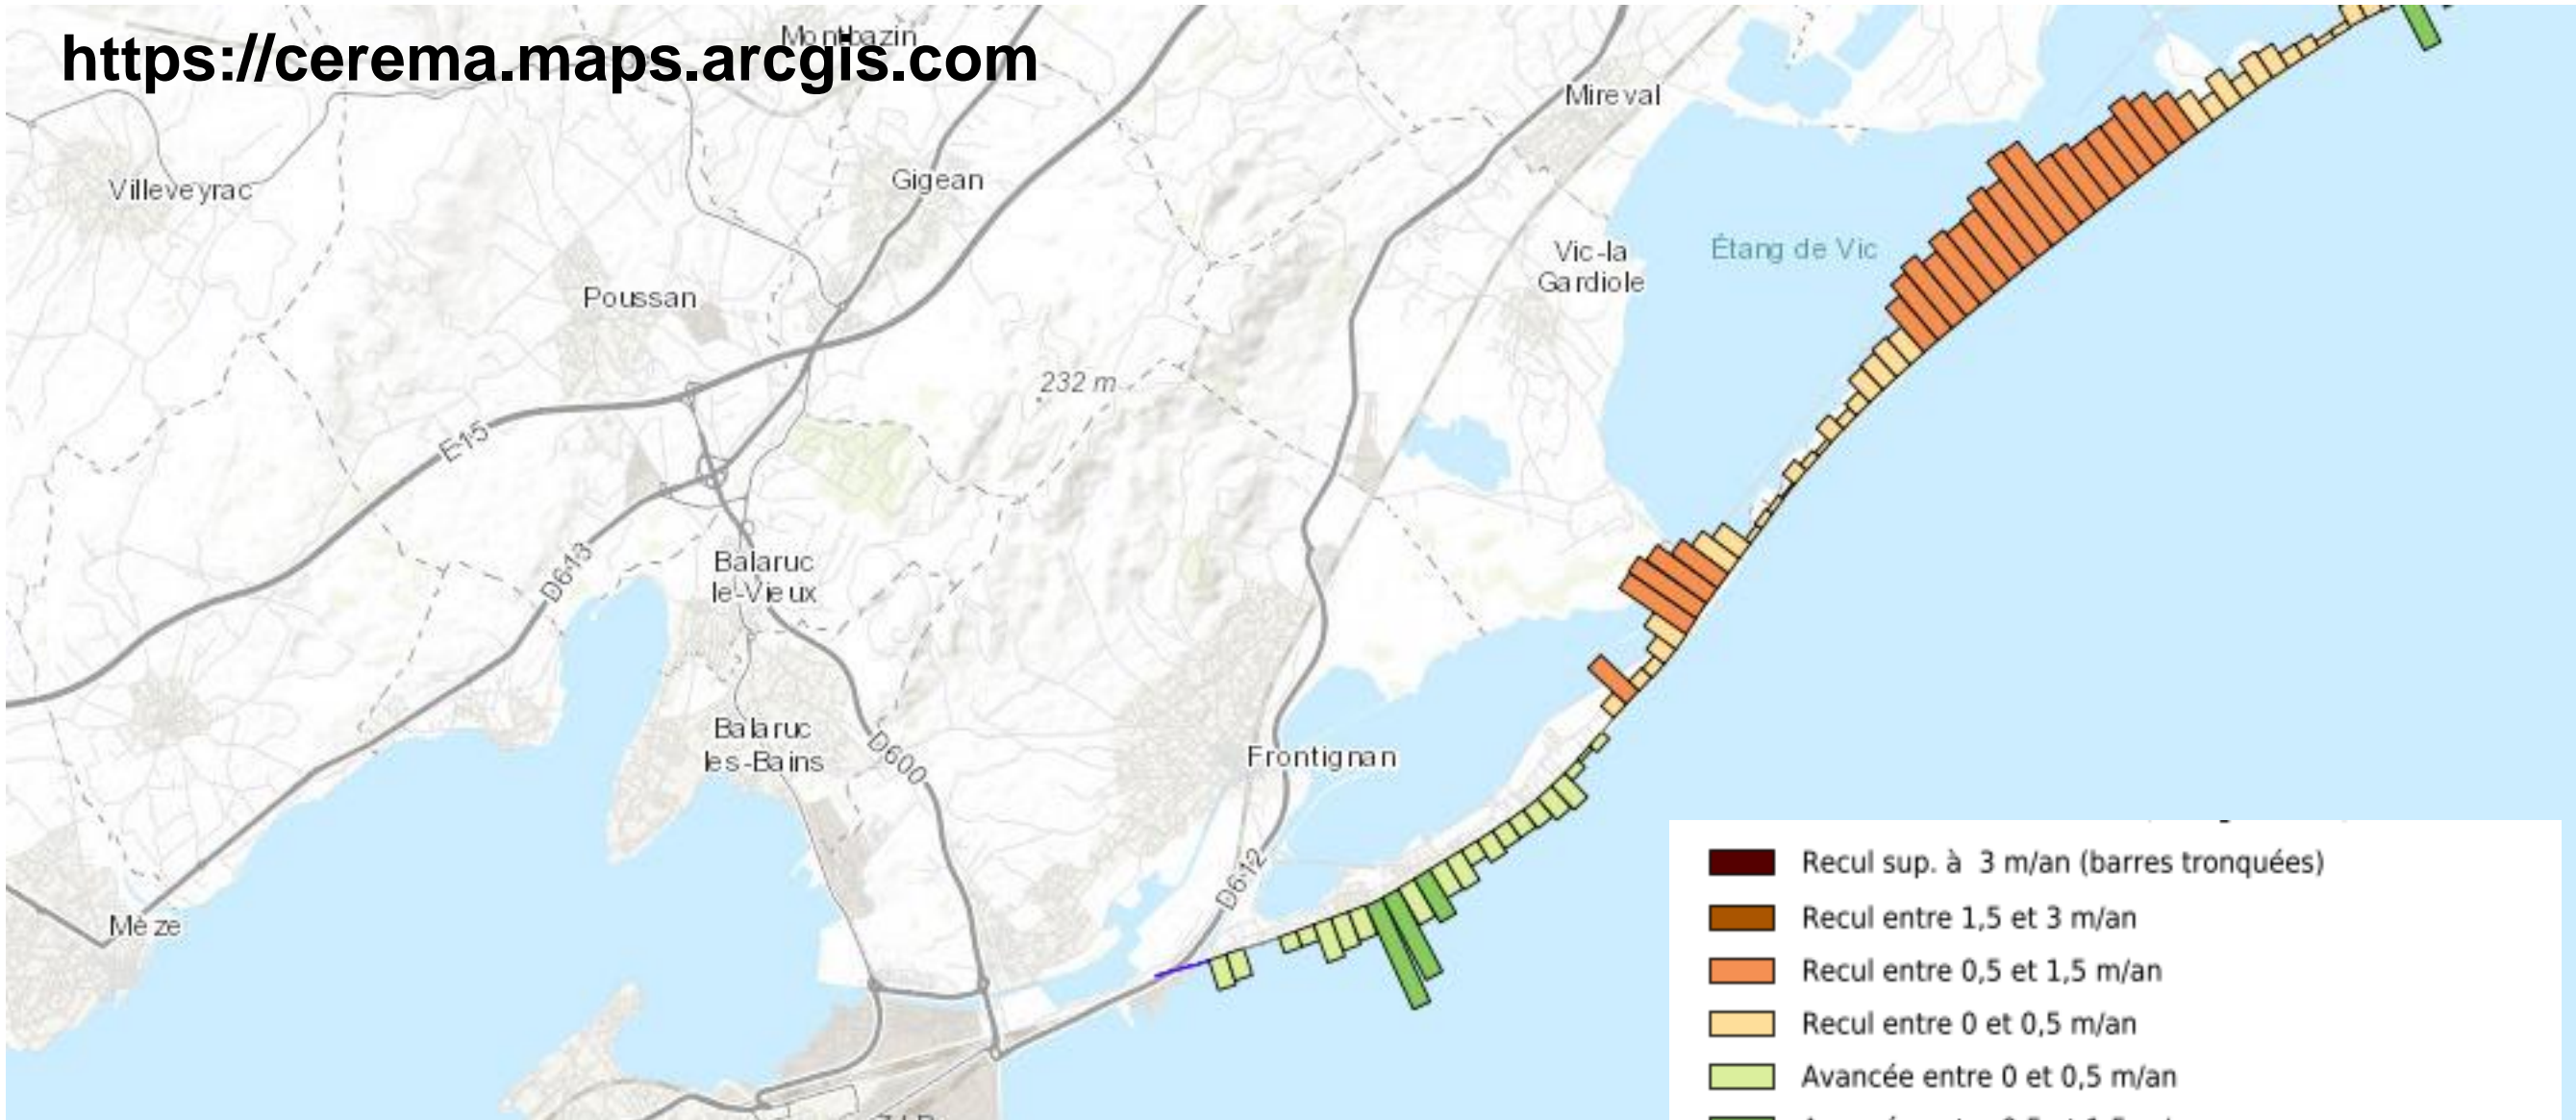 https://cerema.maps.arcgis.com
Montbazin
Mireval
Villeveyrac
Gigean
Vic-la
Gardiole
Étang de Vic
Poussan
232 m
E15
D613
Balaruc
le-Vieux
Balaruc
les-Bains
D600
Frontignan
D612
Mèze
Recul sup. à 3 m/an (barres tronquées)
Recul entre 1,5 et 3 m/an
Recul entre 0,5 et 1,5 m/an
Recul entre 0 et 0,5 m/an
Avancée entre 0 et 0,5 m/an